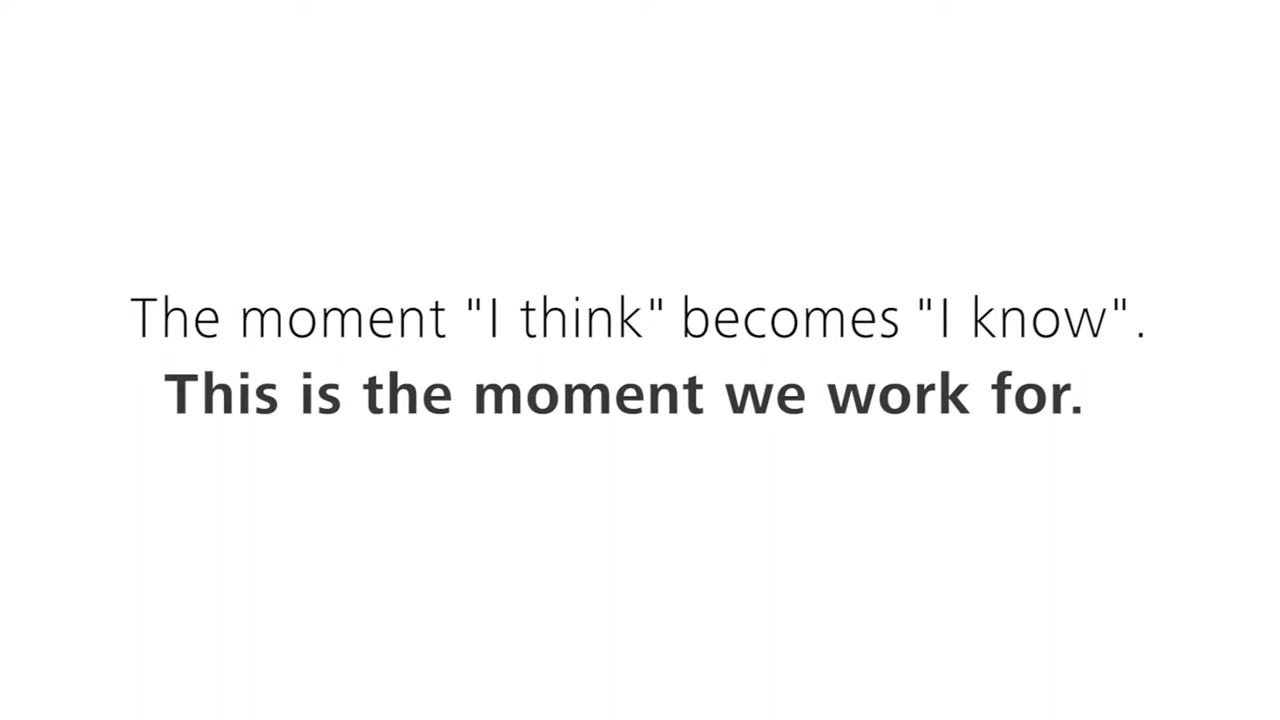 The moment "I think" becomes "I know".
This is the moment we work for.